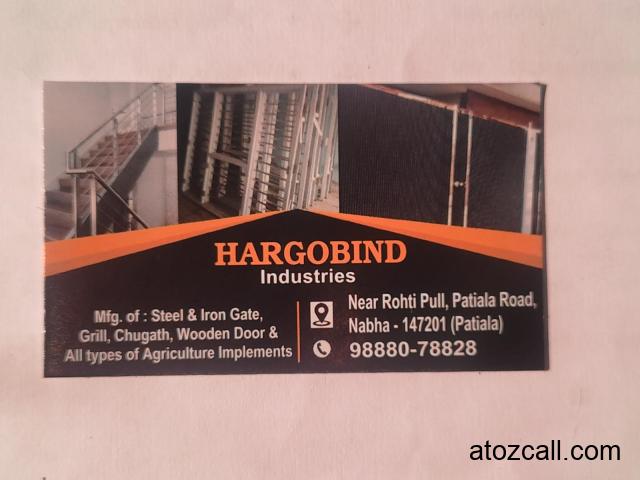 HARGOBIND
Industries
Mfg. of : Steel & Iron Gate,
Grill, Chugath, Wooden Door &
All types of Agriculture Implements
Near Rohti Pull, Patiala Road,
Nabha - 147201 (Patiala)
98880-78828
atozcall.com